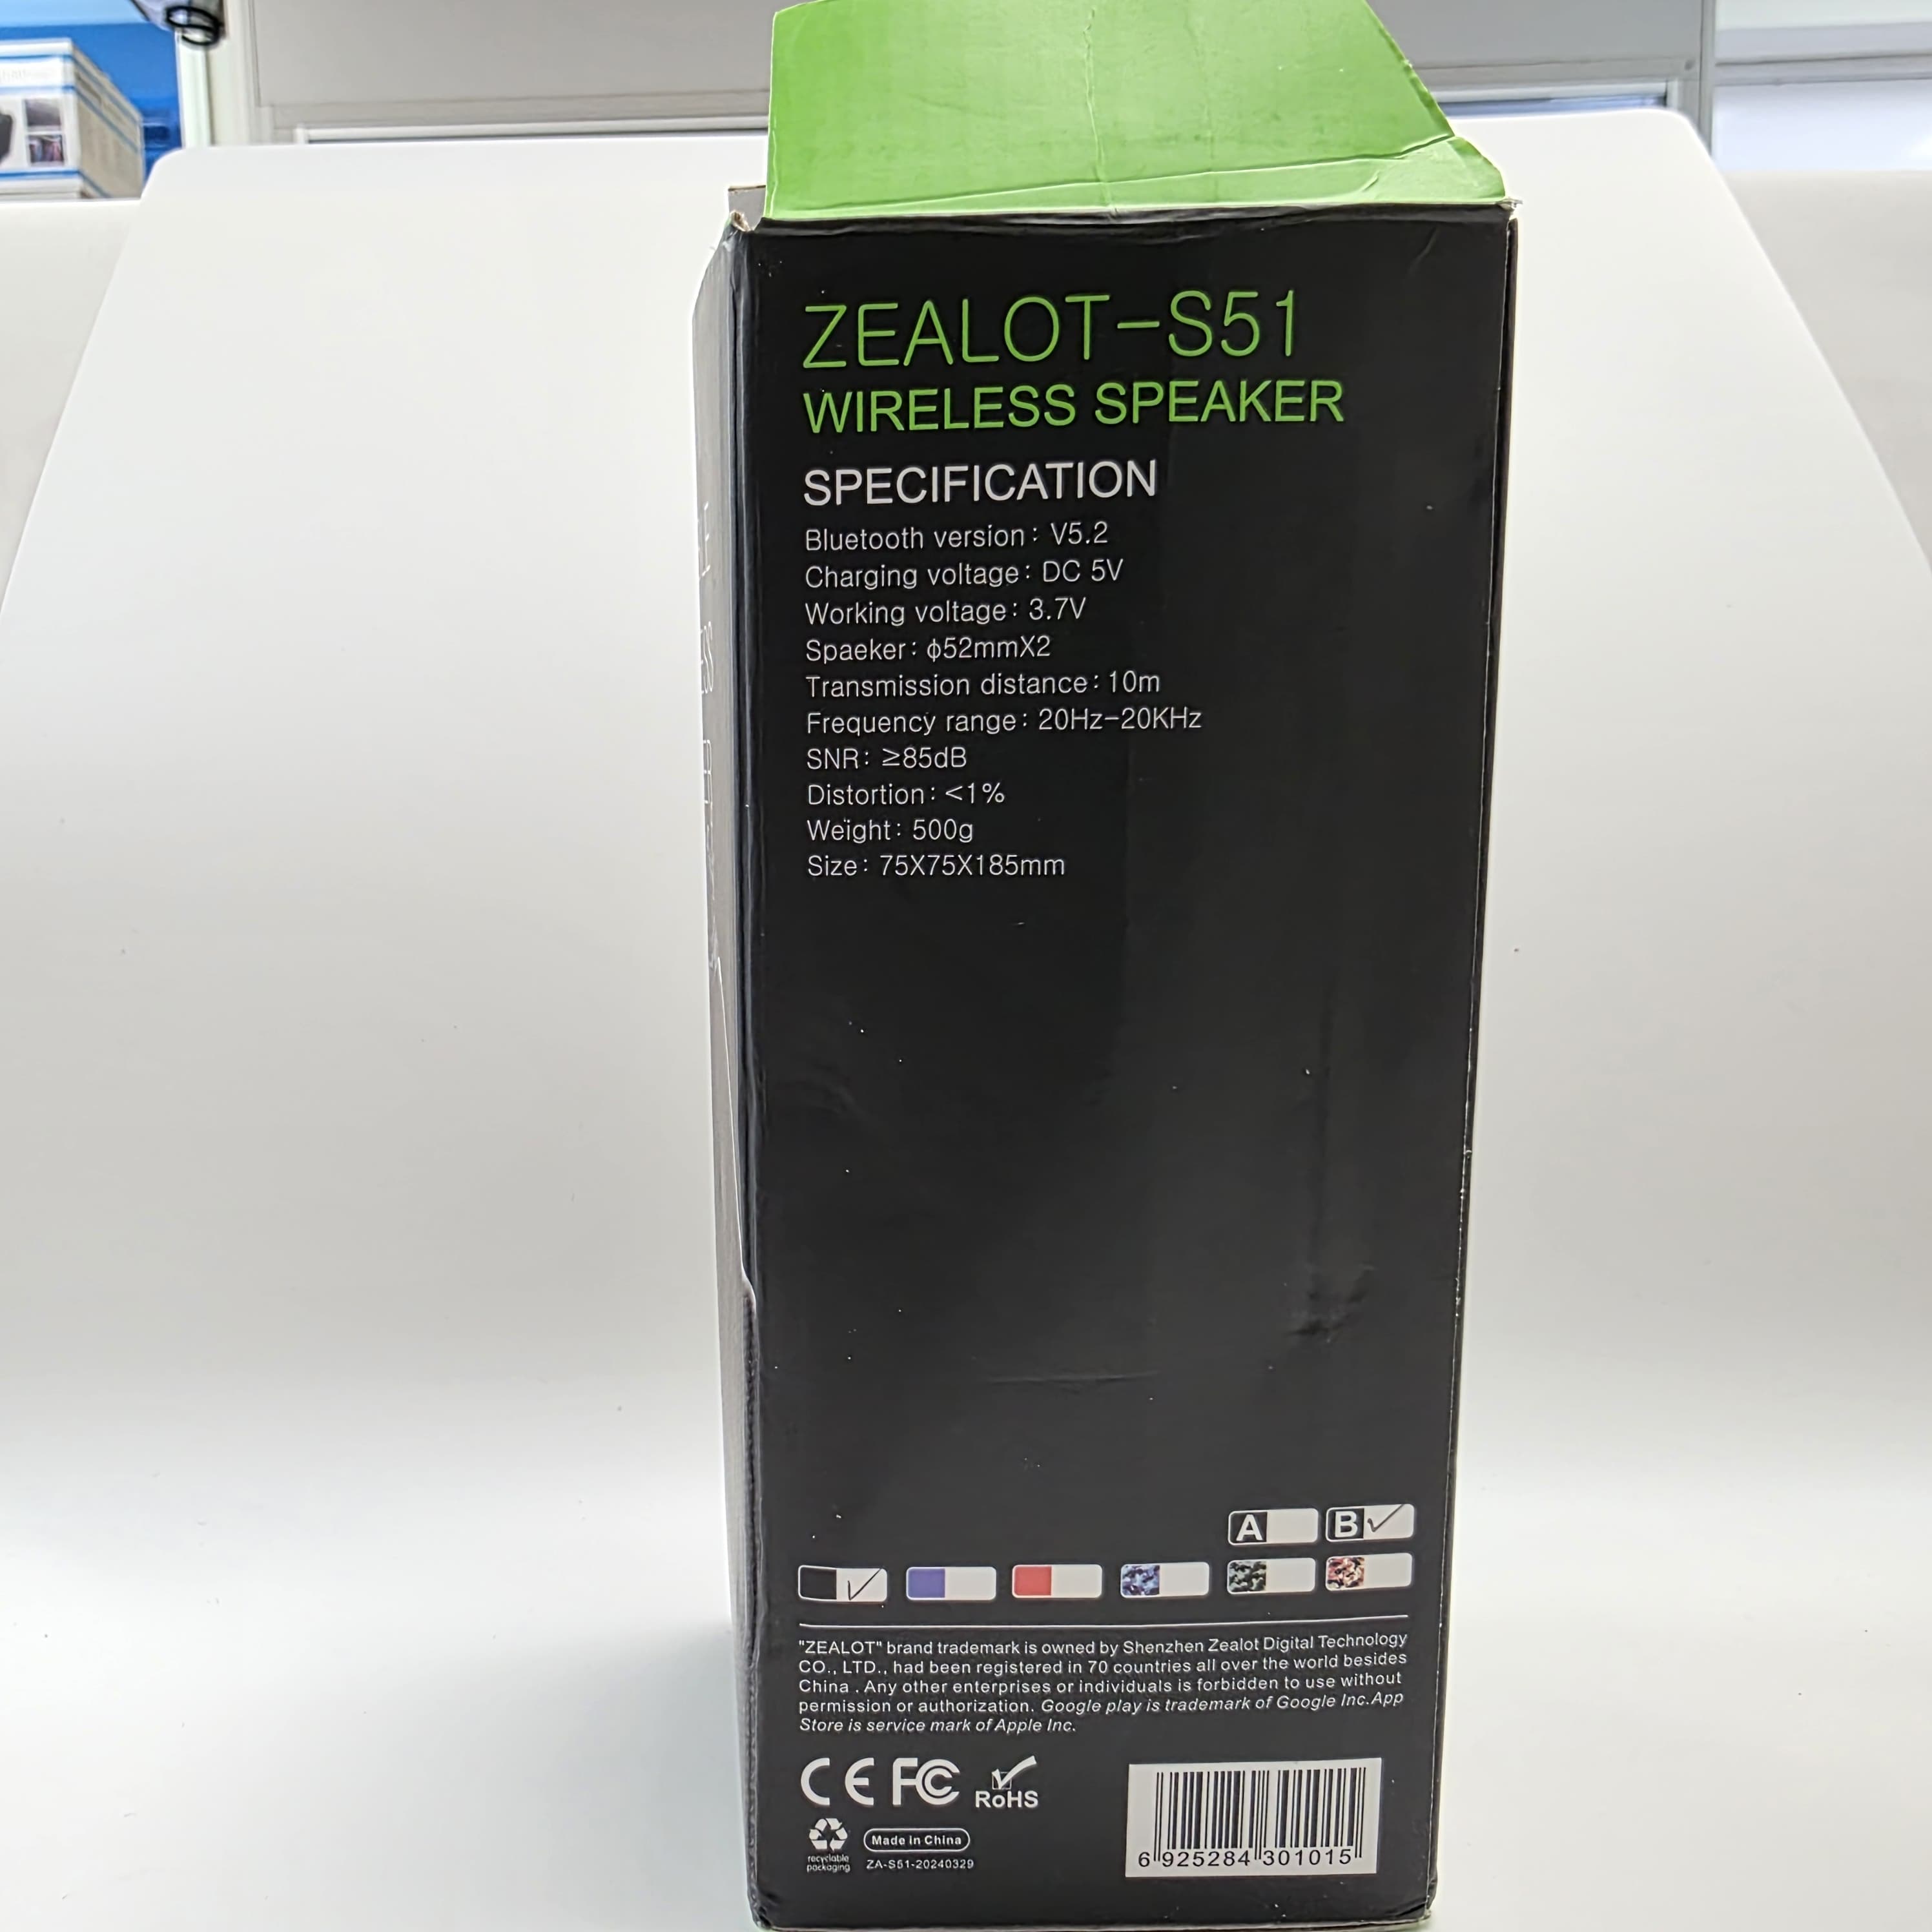 ZEALOT-S51
WIRELESS SPEAKER
SPECIFICATION
Bluetooth version: V5.2
Charging voltage: DC 5V
Working voltage: 3.7V
Spaeker: ϕ52mmX2
Transmission distance: 10m
Frequency range: 20Hz-20KHz
SNR: ≥85dB
Distortion: <1%
Weight: 500g
Size: 75X75X185mm
A B
"ZEALOT" brand trademark is owned by Shenzhen Zealot Digital Technology
CO., LTD., had been registered in 70 countries all over the world besides
China . Any other enterprises or individuals is forbidden to use without
permission or authorization. Google play is trademark of Google Inc.App
Store is service mark of Apple Inc.
CE FC RoHS
recyclable
packaging
Made in China
ZA-S51-20240329
6 925284 301015